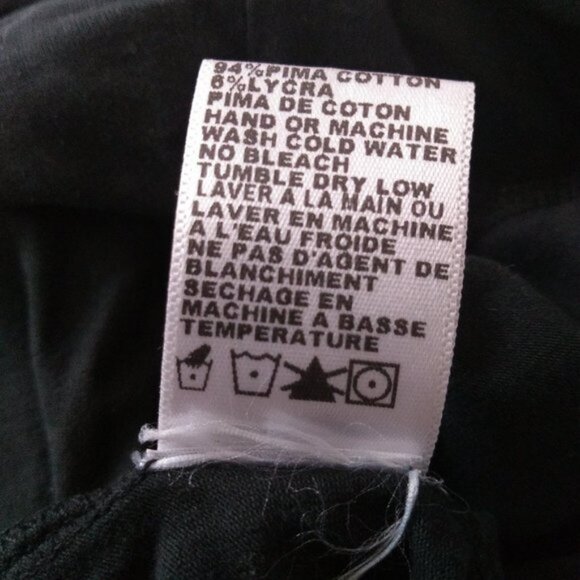 94% PIMA COTTON
6% LYCRA
PIMA DE COTON
HAND OR MACHINE
WASH COLD WATER
NO BLEACH
TUMBLE DRY LOW
LAVER A LA MAIN OU
LAVER EN MACHINE
A L'EAU FROIDE
NE PAS D'AGENT DE
BLANCHIMENT
SECHAGE EN
MACHINE A BASSE
TEMPERATURE